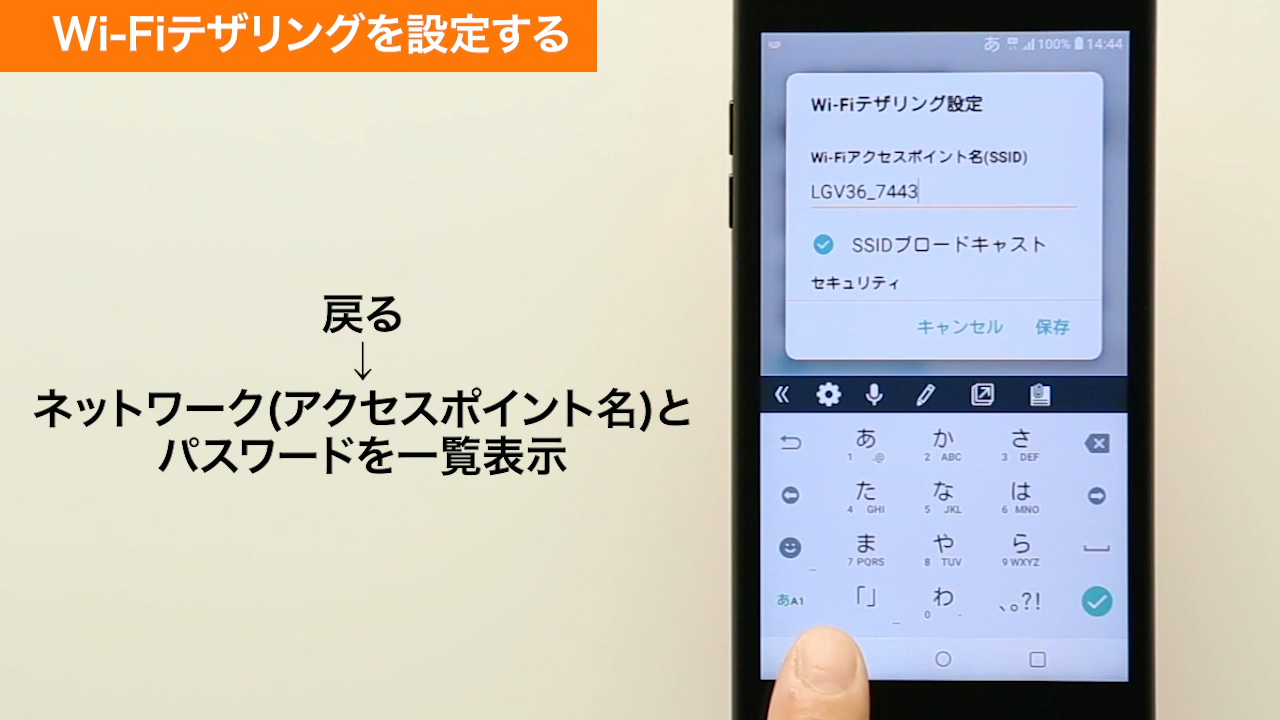 Wi-Fiテザリングを設定する
戻る
↓
ネットワーク(アクセスポイント名)と
パスワードを一覧表示
あ 100% 14:44
Wi-Fiテザリング設定
Wi-Fiアクセスポイント名(SSID)
LGV36_7443
SSIDブロードキャスト
セキュリティ
キャンセル 保存
あ か さ
1 .@ 2 ABC 3 DEF
た な は
4 GHI 5 JKL 6 MNO
ま や ら
7 PQRS 8 TUV 9 WXYZ
あA1 「」 わ 、。?!
0 -